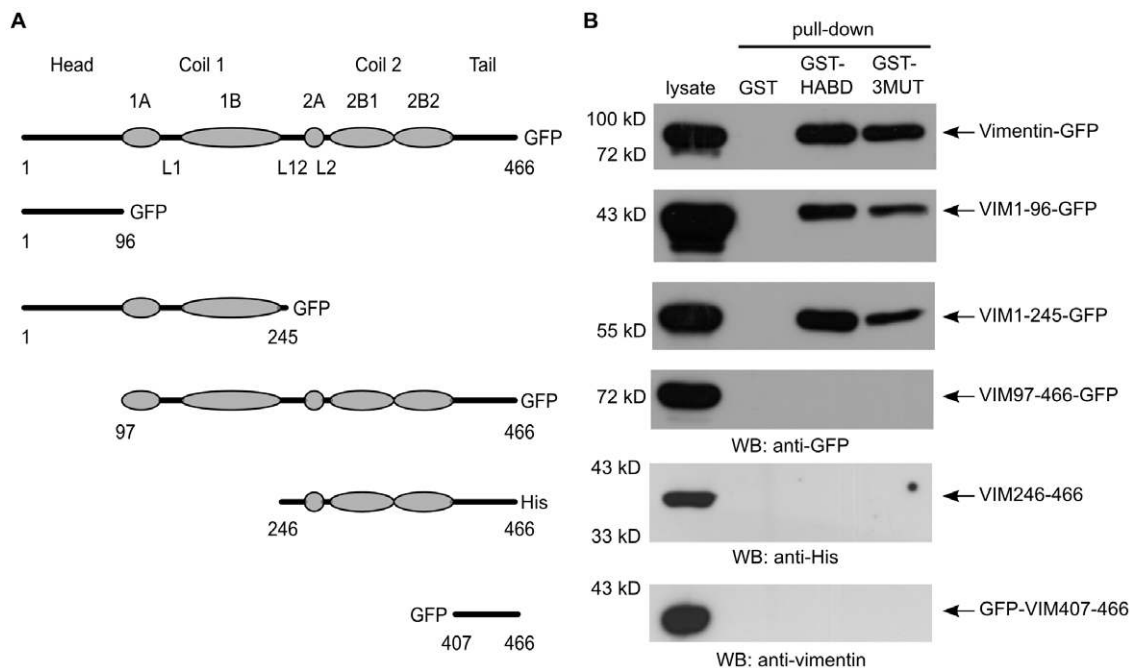 A
Head Coil 1 Coil 2 Tail
1A 1B 2A 2B1 2B2
GFP
1 L1 L12 L2 466
GFP
1 96
GFP
1 245
GFP
97 466
His
246 466
GFP
407 466
B
pull-down
lysate GST GST-HABD GST-3MUT
100 kD
72 kD
Vimentin-GFP
43 kD
VIM1-96-GFP
55 kD
VIM1-245-GFP
72 kD
VIM97-466-GFP
WB: anti-GFP
43 kD
33 kD
VIM246-466
WB: anti-His
43 kD
GFP-VIM407-466
WB: anti-vimentin